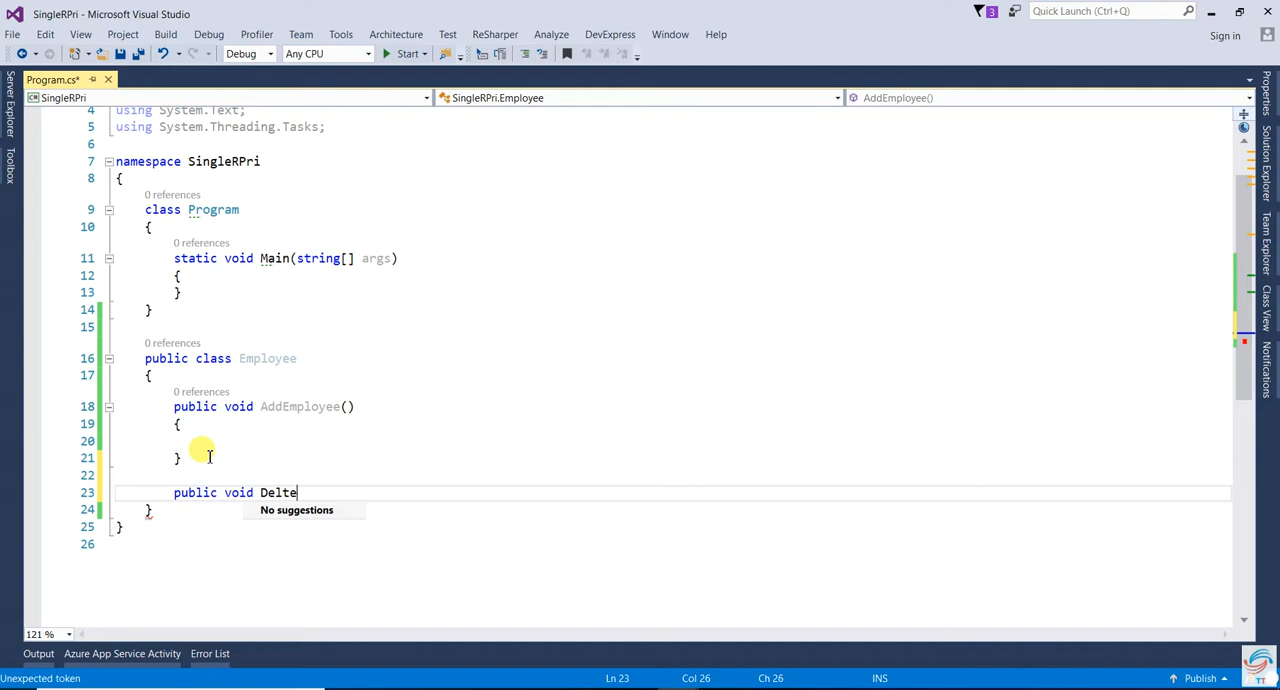 SingleRPri - Microsoft Visual Studio
3
Quick Launch (Ctrl+Q)
File Edit View Project Build Debug Profiler Team Tools Architecture Test ReSharper Analyze DevExpress Window Help
Sign in
Debug Any CPU Start
Program.cs*
SingleRPri SingleRPri.Employee AddEmployee()
Server Explorer
Toolbox
4 using System.Text;
5 using System.Threading.Tasks;
6
7 namespace SingleRPri
8 {
0 references
9 class Program
10 {
0 references
11 static void Main(string[] args)
12 {
13 }
14 }
15
0 references
16 public class Employee
17 {
0 references
18 public void AddEmployee()
19 {
20
21 }
22
23 public void Delte
24 }
No suggestions
25 }
26
Properties
Solution Explorer
Team Explorer
Class View
Notifications
121 %
Output Azure App Service Activity Error List
Unexpected token Ln 23 Col 26 Ch 26 INS Publish
TT